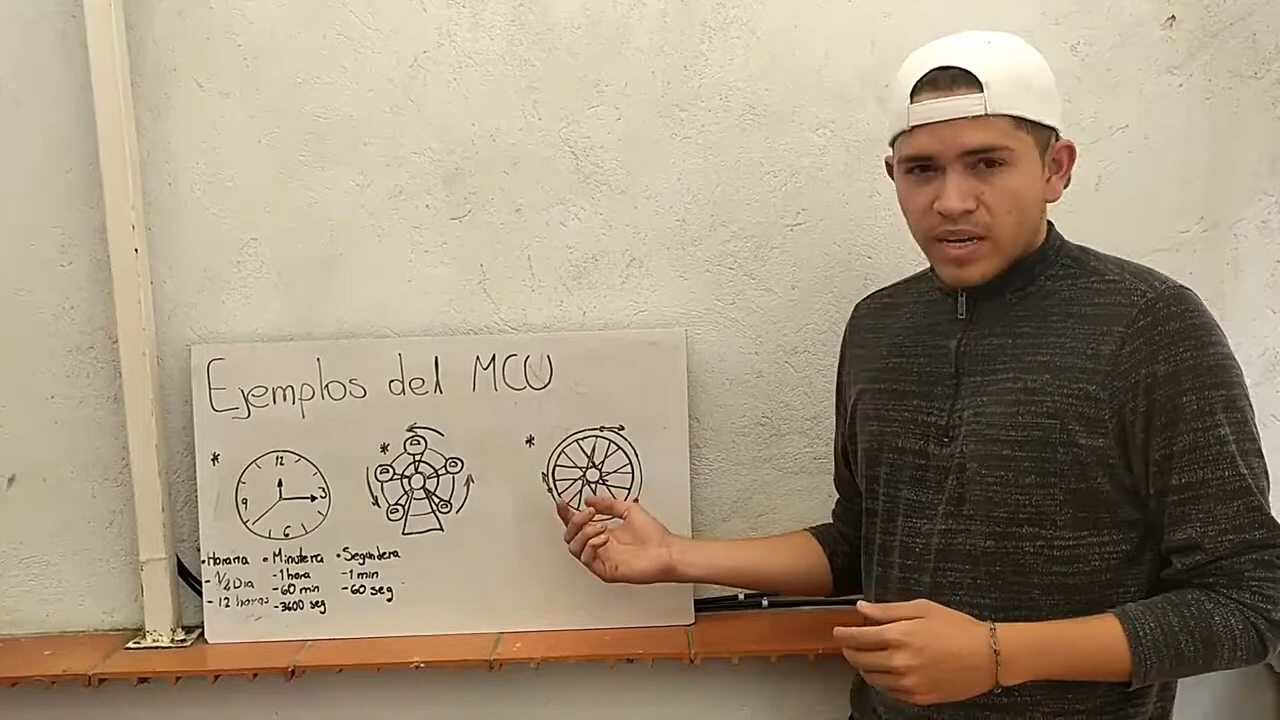 Ejemplos del MCU
*
*
*
12
9
3
6
• Horaria • Minutera • Segundera
- 1/2 Dia - 1 hora - 1 min
- 12 horas - 60 min - 60 seg
- 3600 seg